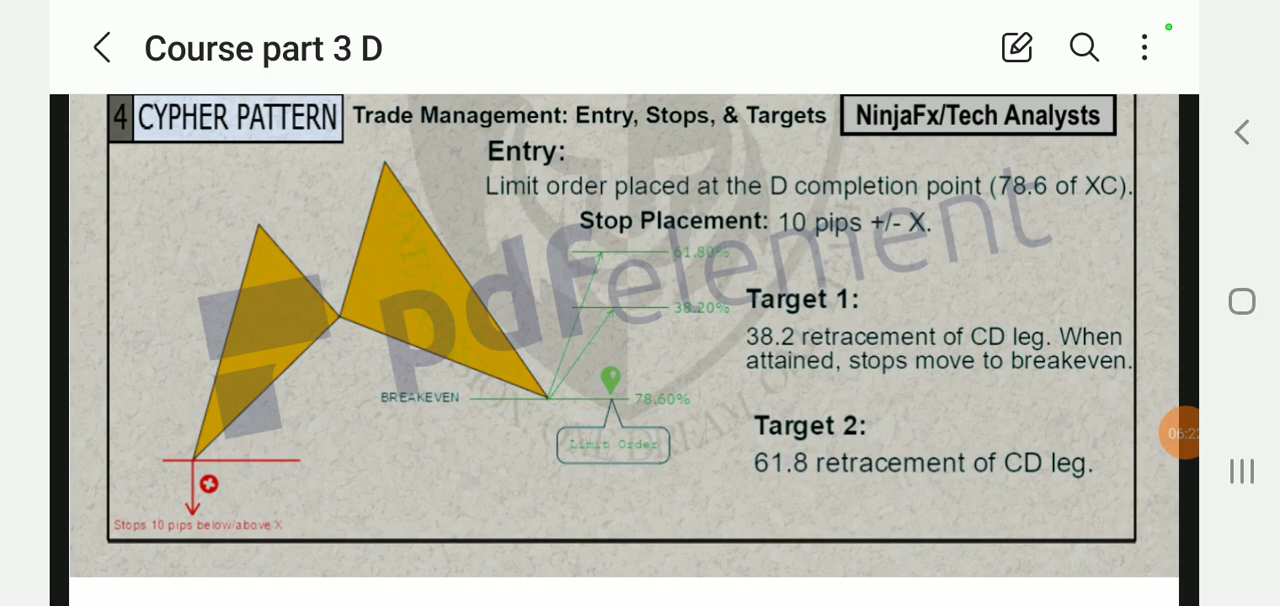 Course part 3 D
4 CYPHER PATTERN Trade Management: Entry, Stops, & Targets NinjaFx/Tech Analysts
Entry:
Limit order placed at the D completion point (78.6 of XC).
Stop Placement: 10 pips +/- X.
61.80%
38.20%
Target 1:
38.2 retracement of CD leg. When
attained, stops move to breakeven.
BREAKEVEN
78.60%
Limit Order
Target 2:
61.8 retracement of CD leg.
Stops 10 pips below/above X
pdfelement